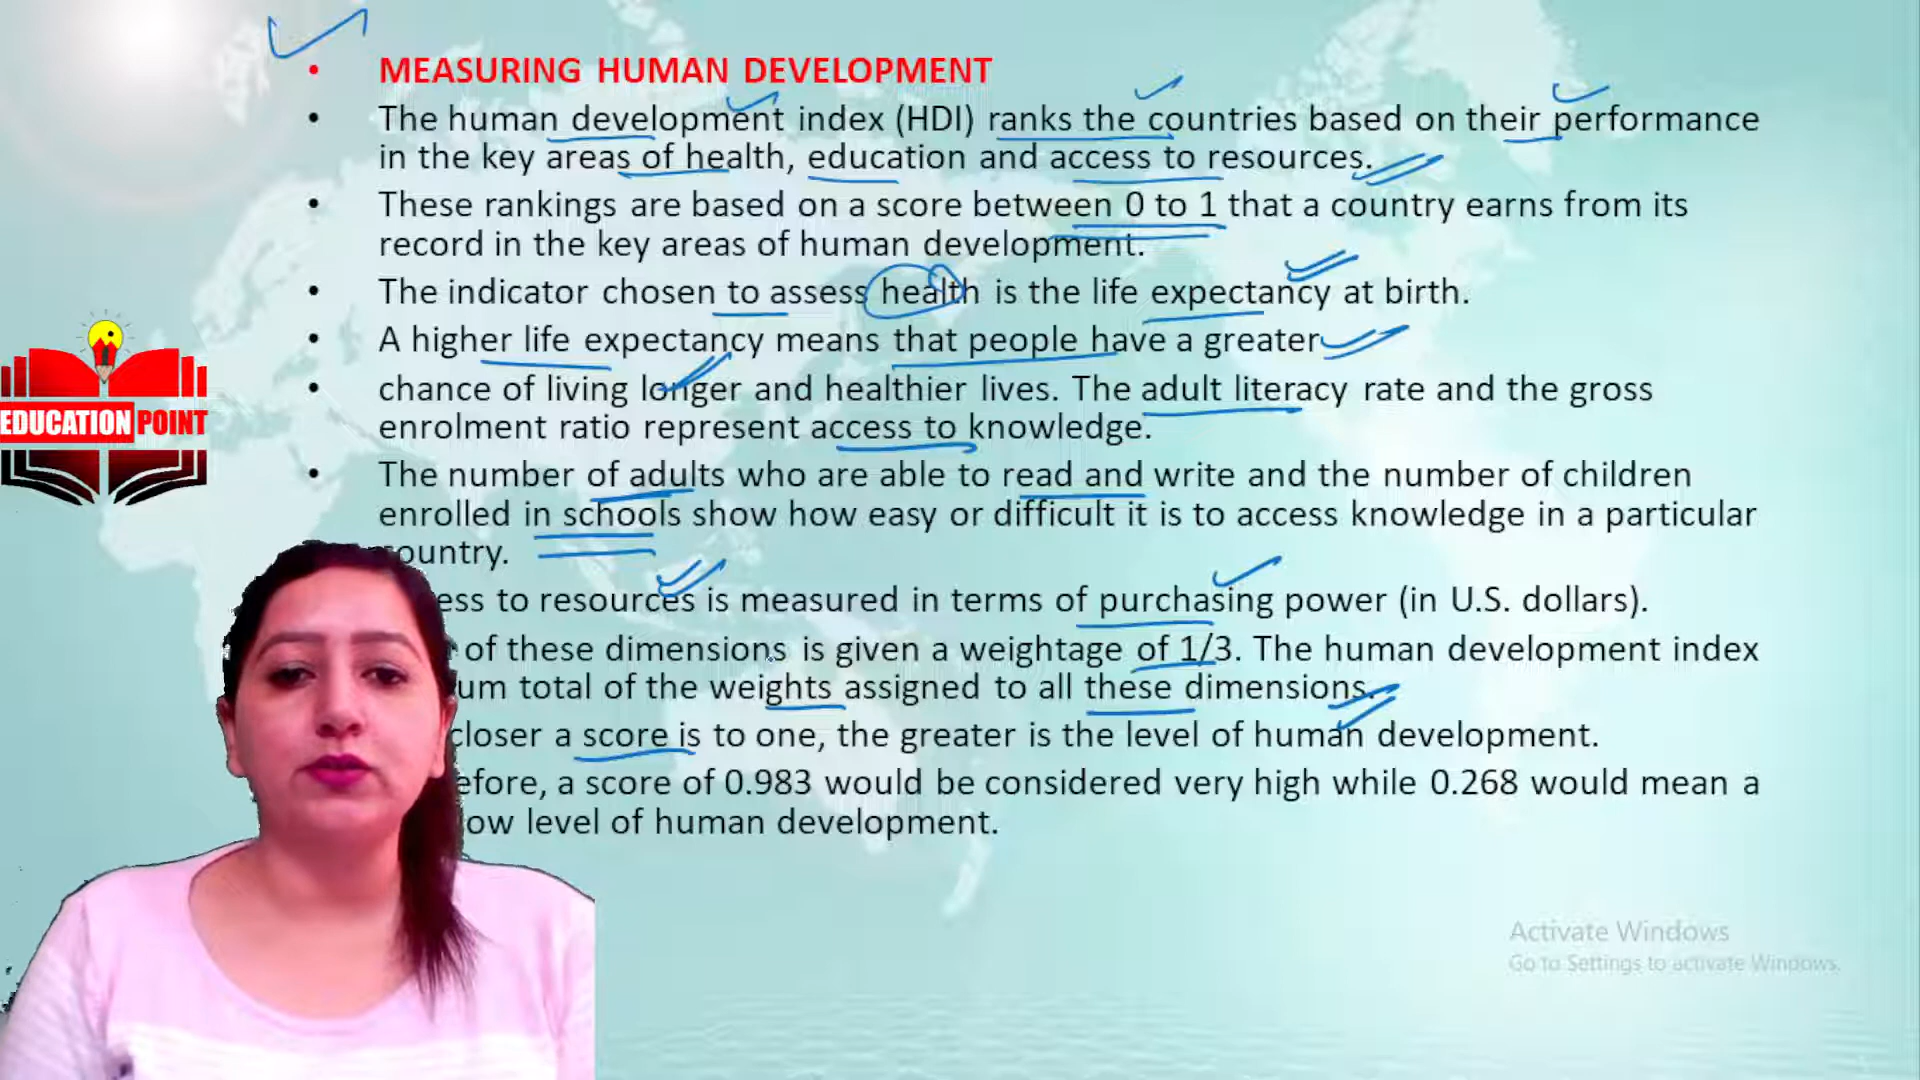 MEASURING HUMAN DEVELOPMENT
The human development index (HDI) ranks the countries based on their performance
in the key areas of health, education and access to resources.
These rankings are based on a score between 0 to 1 that a country earns from its
record in the key areas of human development.
The indicator chosen to assess health is the life expectancy at birth.
A higher life expectancy means that people have a greater
chance of living longer and healthier lives. The adult literacy rate and the gross
enrolment ratio represent access to knowledge.
EDUCATION POINT
The number of adults who are able to read and write and the number of children
enrolled in schools show how easy or difficult it is to access knowledge in a particular
country.
ess to resources is measured in terms of purchasing power (in U.S. dollars).
of these dimensions is given a weightage of 1/3. The human development index
um total of the weights assigned to all these dimensions.
closer a score is to one, the greater is the level of human development.
efore, a score of 0.983 would be considered very high while 0.268 would mean a
low level of human development.
Activate Windows
Go to Settings to activate Windows.